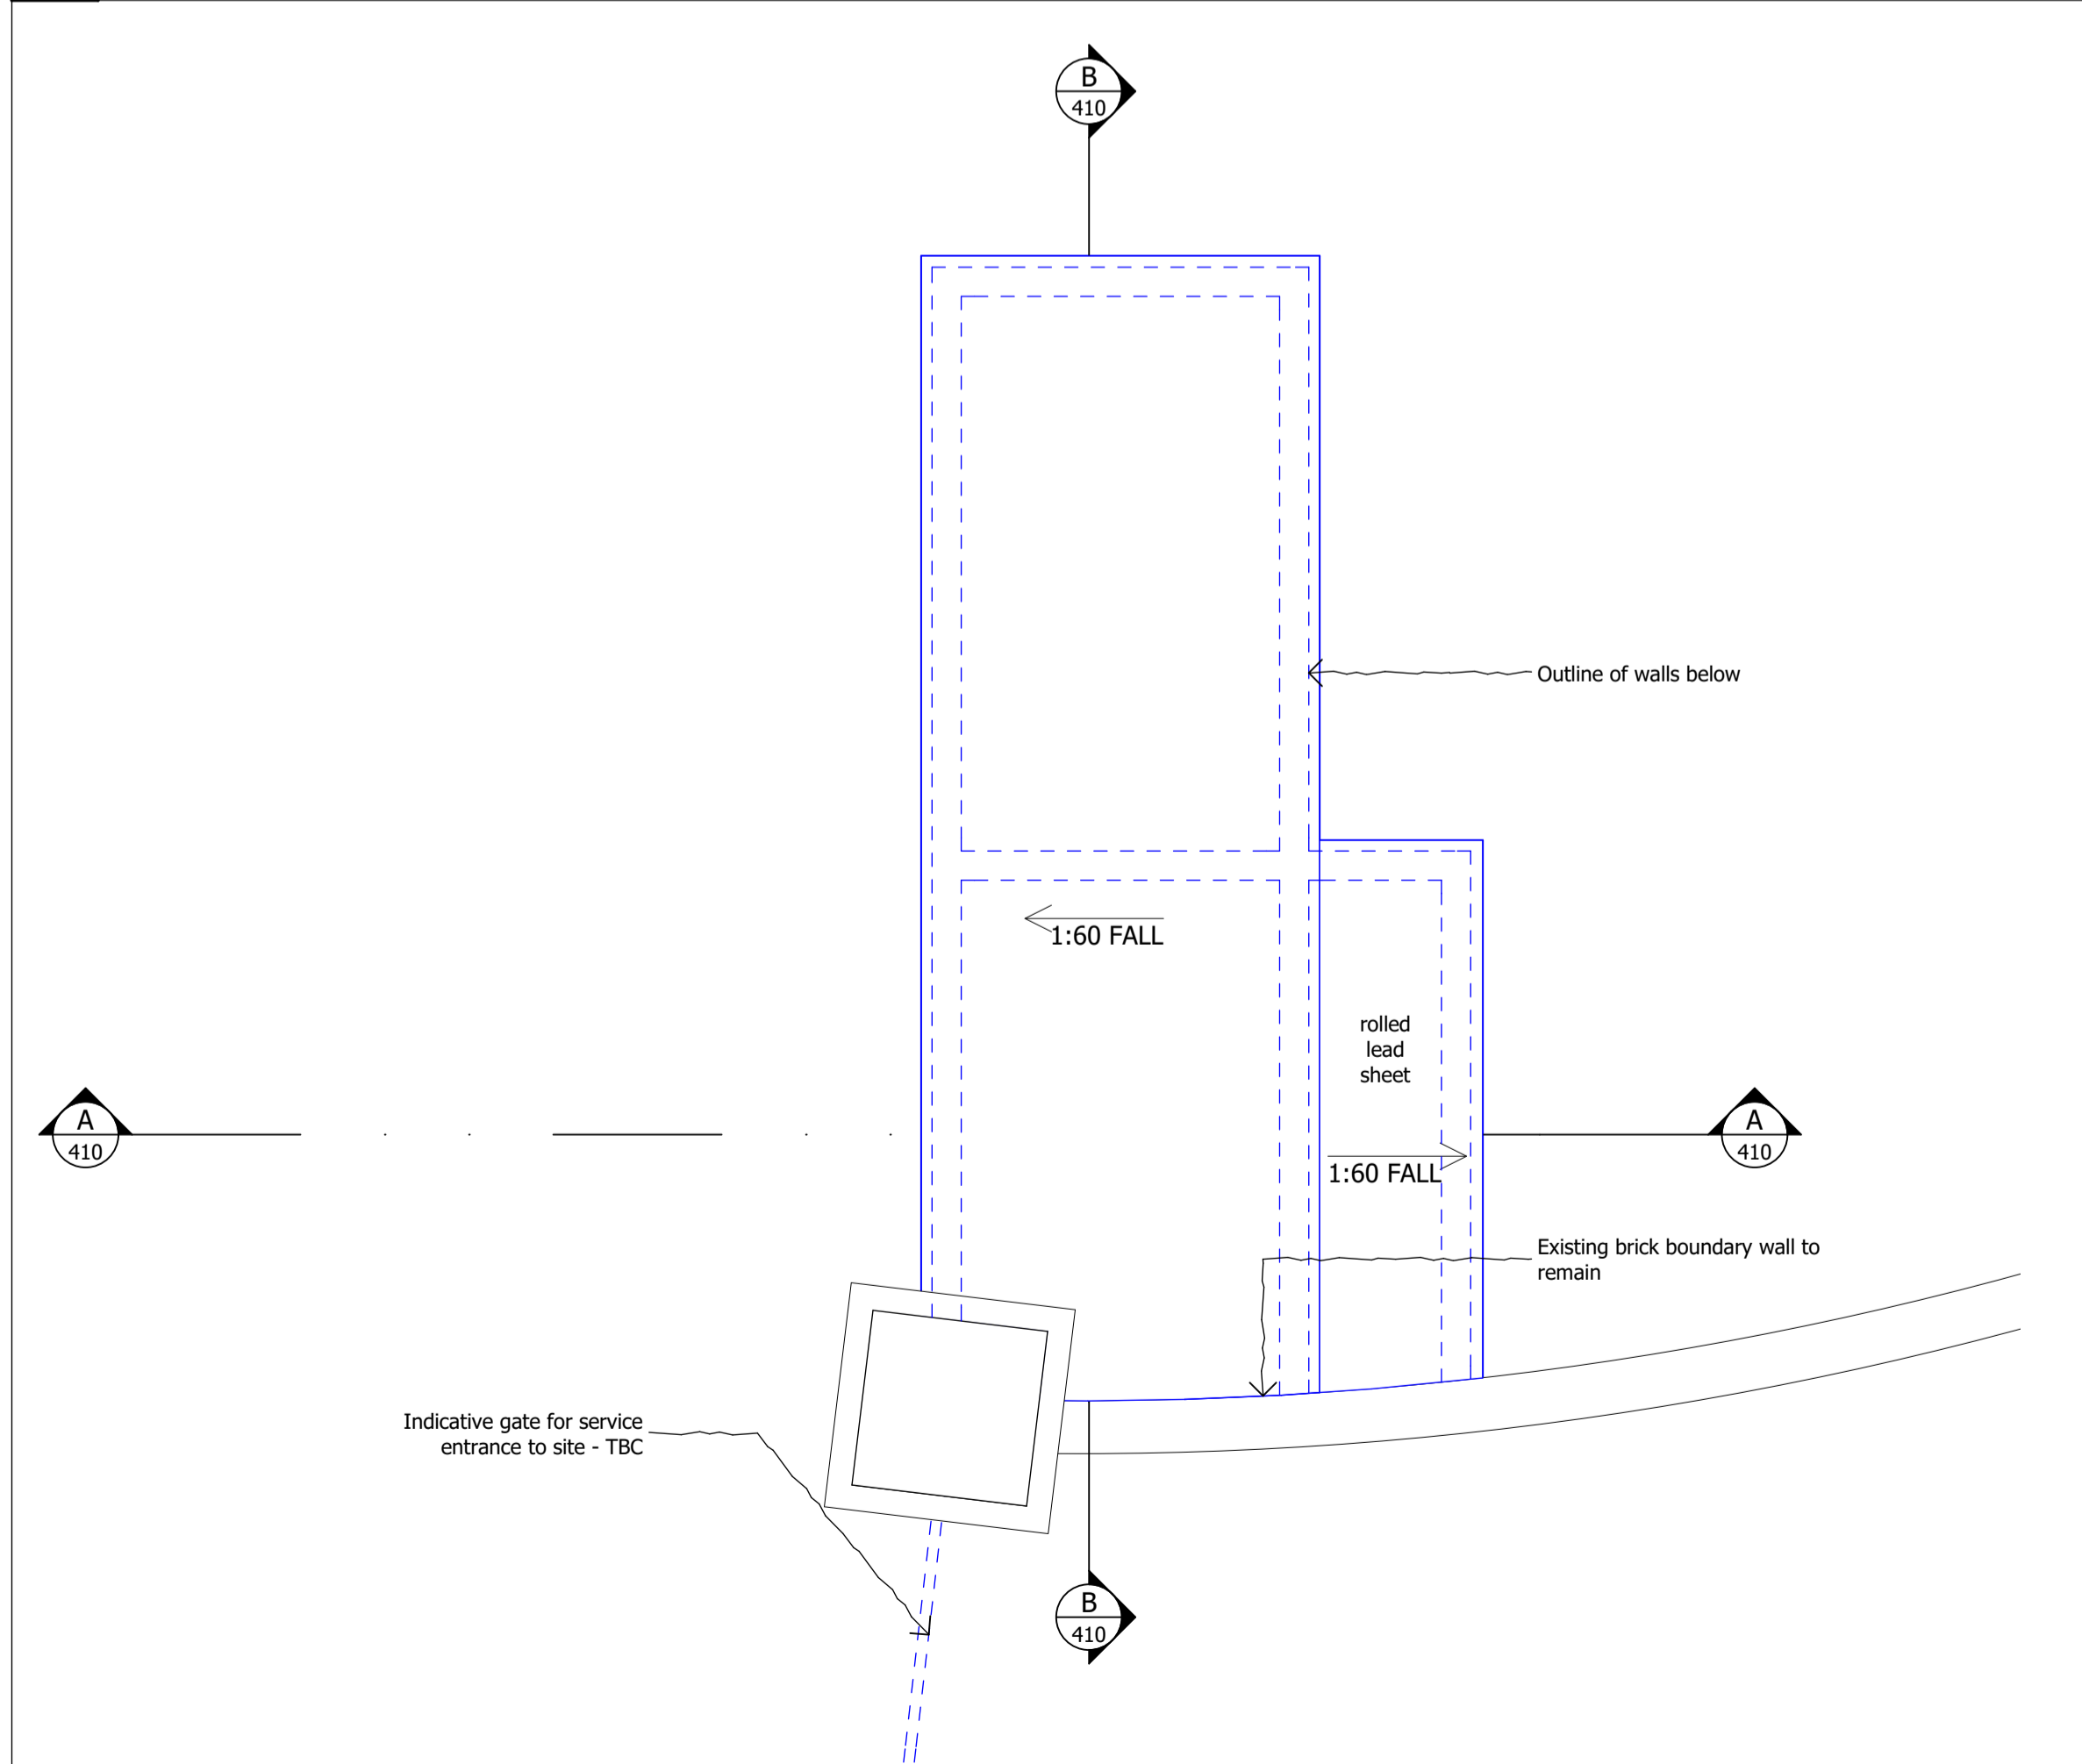 B
410
Outline of walls below
1:60 FALL
rolled
lead
sheet
A
410
A
410
1:60 FALL
Existing brick boundary wall to
remain
Indicative gate for service
entrance to site - TBC
B
410